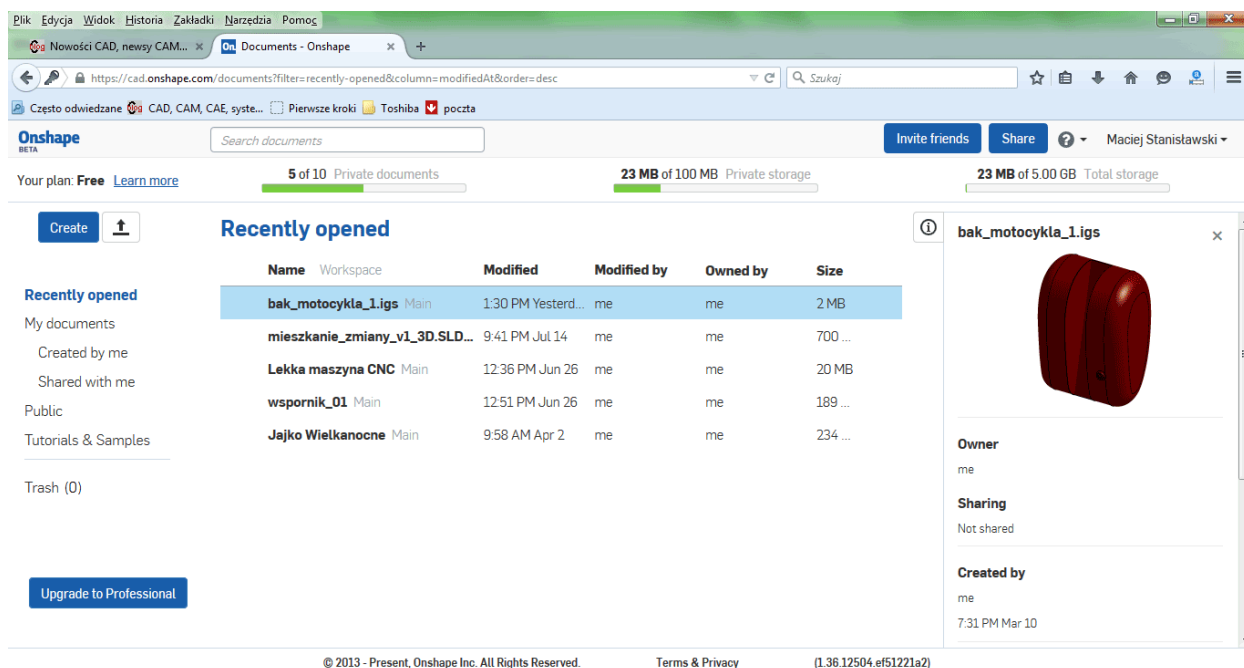 Plik Edycja Widok Historia Zakładki Narzędzia Pomoc
Nowości CAD, newsy CAM... × On. Documents - Onshape × +
https://cad.onshape.com/documents?filter=recently-opened&column=modifiedAt&order=desc Szukaj
Często odwiedzane CAD, CAM, CAE, syste... Pierwsze kroki Toshiba poczta
Onshape
BETA
Search documents
Invite friends Share Maciej Stanisławski
Your plan: Free Learn more
5 of 10 Private documents
23 MB of 100 MB Private storage
23 MB of 5.00 GB Total storage
Create
Recently opened
My documents
Created by me
Shared with me
Public
Tutorials & Samples
Trash (0)
Upgrade to Professional
Recently opened
Name Workspace Modified Modified by Owned by Size
bak_motocykla_1.igs Main 1:30 PM Yesterd... me me 2 MB
mieszkanie_zmiany_v1_3D.SLD... 9:41 PM Jul 14 me me 700 ...
Lekka maszyna CNC Main 12:36 PM Jun 26 me me 20 MB
wspornik_01 Main 12:51 PM Jun 26 me me 189 ...
Jajko Wielkanocne Main 9:58 AM Apr 2 me me 234 ...
bak_motocykla_1.igs ×
Owner
me
Sharing
Not shared
Created by
me
7:31 PM Mar 10
© 2013 - Present, Onshape Inc. All Rights Reserved. Terms & Privacy (1.36.12504.ef51221a2)